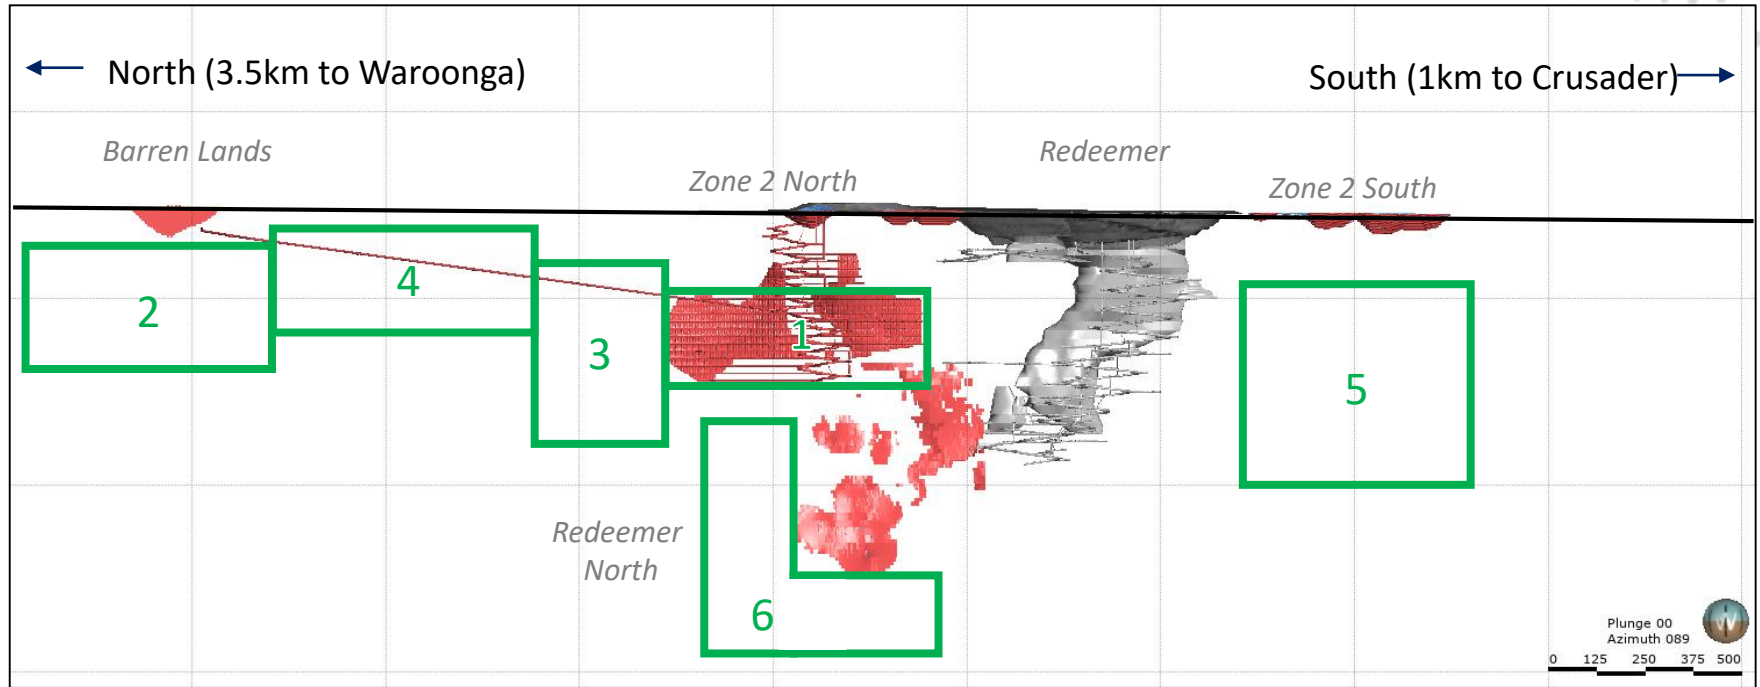 North (3.5km to Waroonga)
South (1km to Crusader)
Barren Lands
Redeemer
Zone 2 North
Zone 2 South
4
2
1
3
5
Redeemer
North
6
Plunge 00
Azimuth 089
0 125 250 375 500